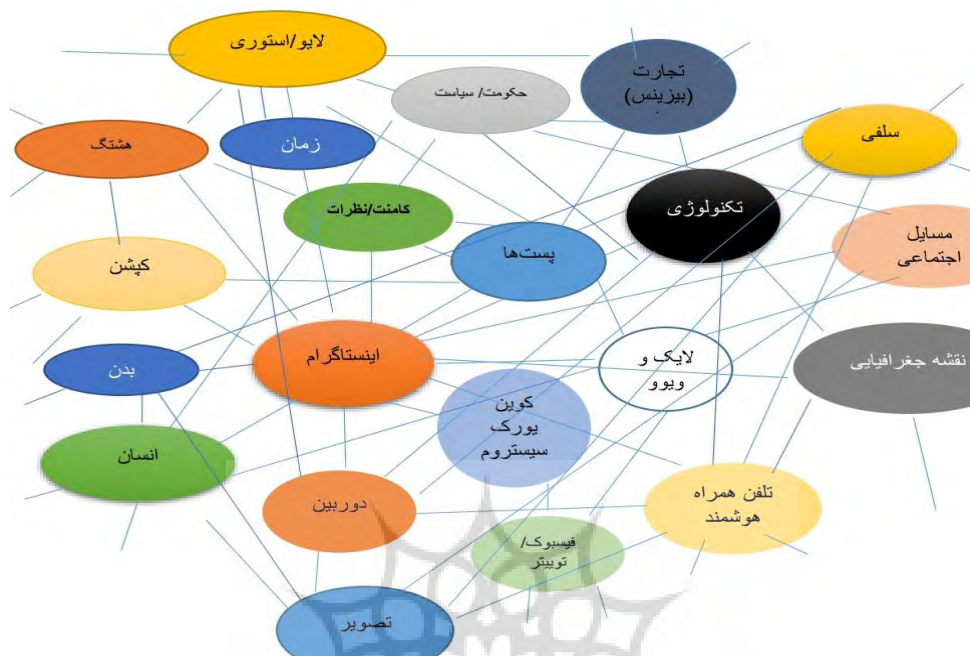 لایو/استوری
تجارت
(بیزینس)
حکومت/ سیاست
سلفی
هشتگ
زمان
کامنت/نظرات
تکنولوژی
مسایل
اجتماعی
پست‌ها
کپشن
اینستاگرام
لایک و
ویوو
نقشه جغرافیایی
بدن
کوین
یورک
سیستروم
انسان
دوربین
تلفن همراه
هوشمند
فیسبوک/
توییتر
تصویر